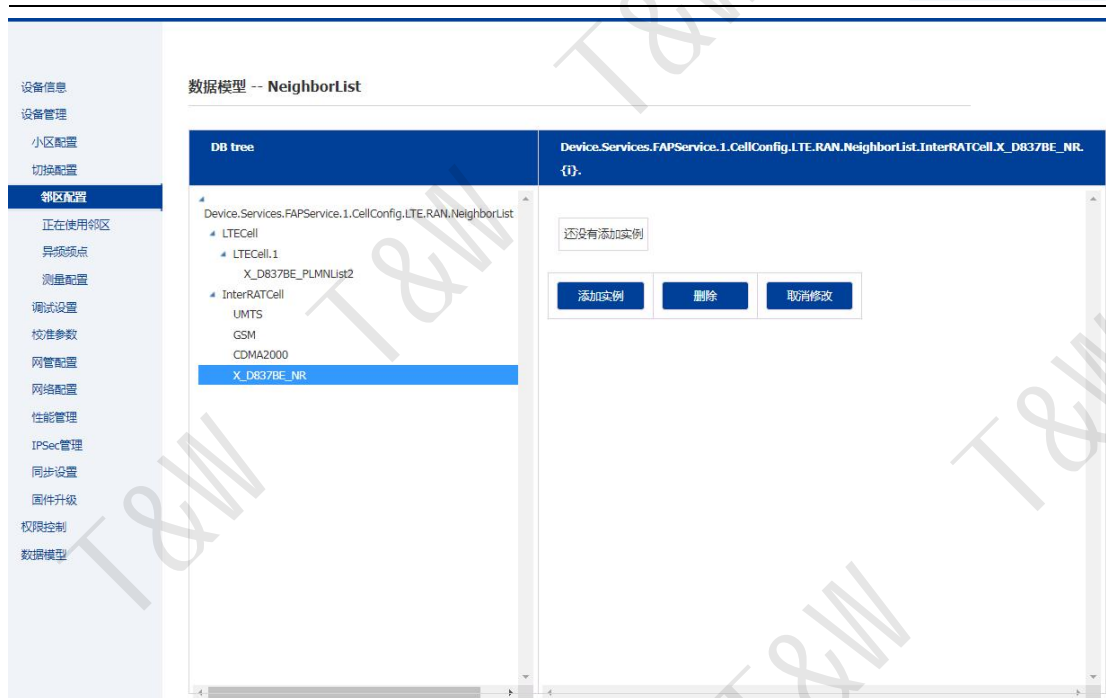 设备信息
设备管理
小区配置
切换配置
邻区配置
正在使用邻区
异频频点
测量配置
调试设置
校准参数
网管配置
网络配置
性能管理
IPSec管理
同步设置
固件升级
权限控制
数据模型
数据模型 -- NeighborList
DB tree
Device.Services.FAPService.1.CellConfig.LTE.RAN.NeighborList
LTECell
LTECell.1
X_D837BE_PLMNList2
InterRATCell
UMTS
GSM
CDMA2000
X_D837BE_NR
Device.Services.FAPService.1.CellConfig.LTE.RAN.NeighborList.InterRATCell.X_D837BE_NR.
{i}.
还没有添加实例
添加实例 删除 取消修改
T&W
T&W
T&W
T&W
T&W